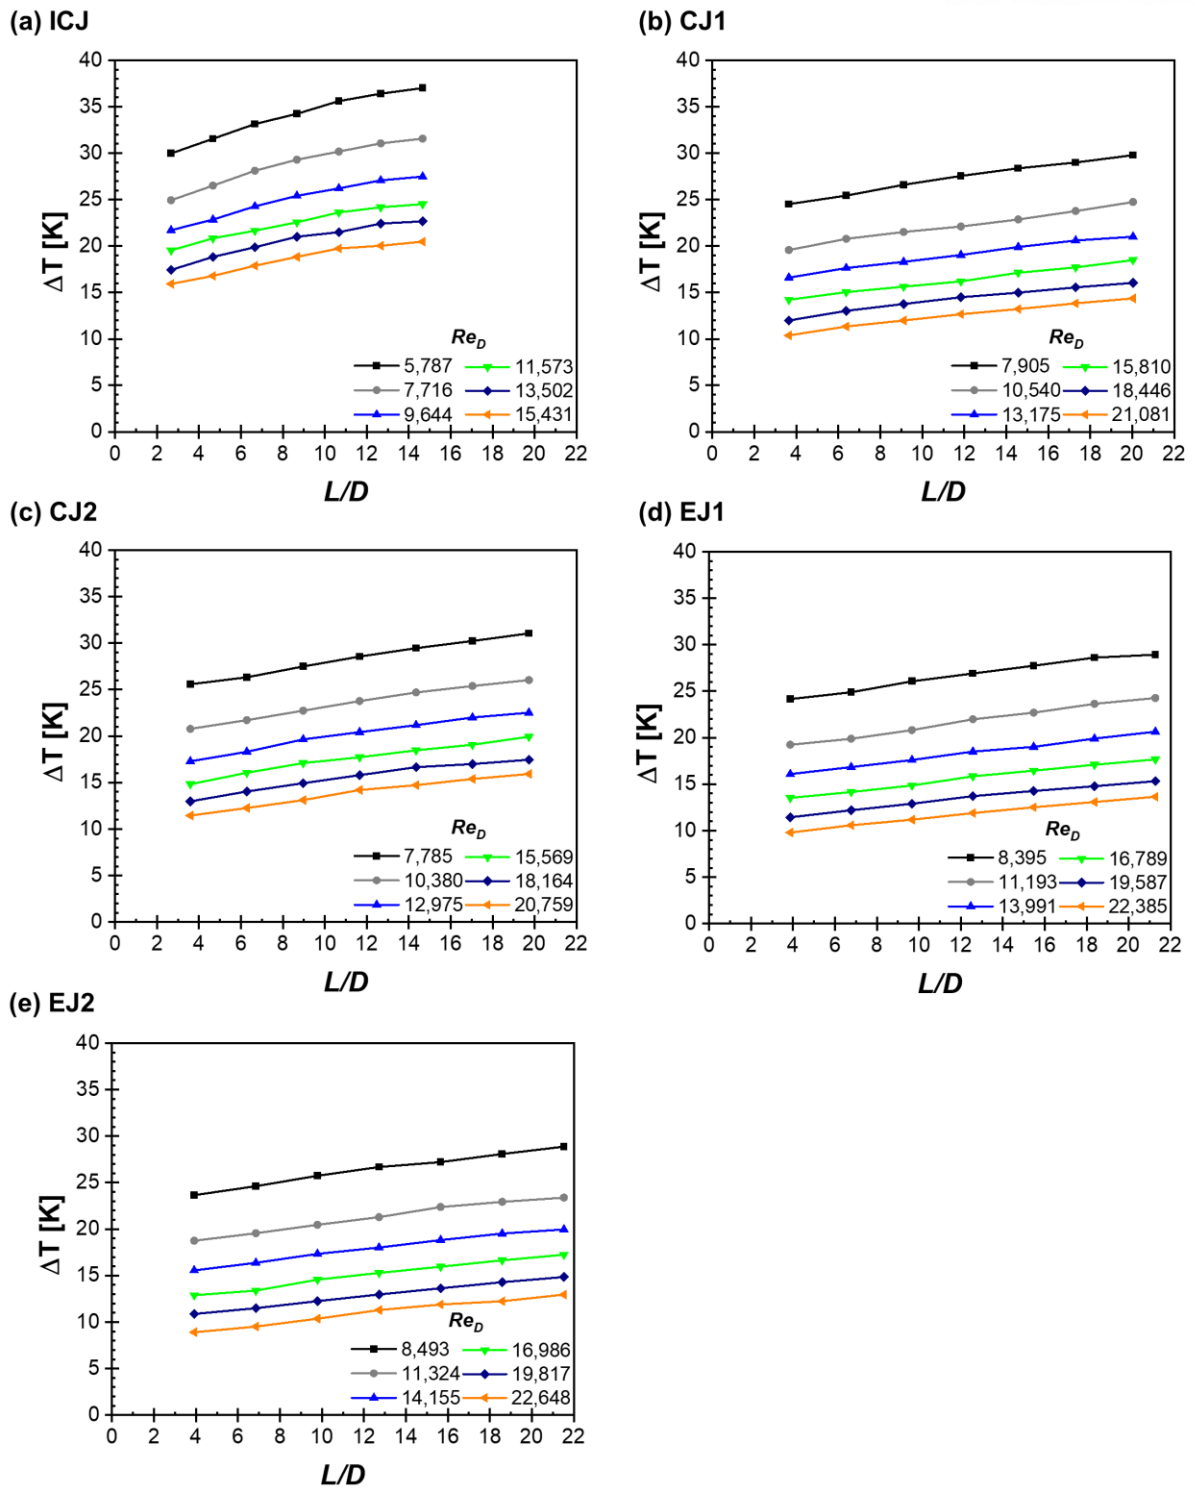 (a) ICJ
40
35
30
25
20
15
10
5
0
ΔT [K]
Re_D
5,787 11,573
7,716 13,502
9,644 15,431
0 2 4 6 8 10 12 14 16 18 20 22
L/D
(b) CJ1
40
35
30
25
20
15
10
5
0
ΔT [K]
Re_D
7,905 15,810
10,540 18,446
13,175 21,081
0 2 4 6 8 10 12 14 16 18 20 22
L/D
(c) CJ2
40
35
30
25
20
15
10
5
0
ΔT [K]
Re_D
7,785 15,569
10,380 18,164
12,975 20,759
0 2 4 6 8 10 12 14 16 18 20 22
L/D
(d) EJ1
40
35
30
25
20
15
10
5
0
ΔT [K]
Re_D
8,395 16,789
11,193 19,587
13,991 22,385
0 2 4 6 8 10 12 14 16 18 20 22
L/D
(e) EJ2
40
35
30
25
20
15
10
5
0
ΔT [K]
Re_D
8,493 16,986
11,324 19,817
14,155 22,648
0 2 4 6 8 10 12 14 16 18 20 22
L/D